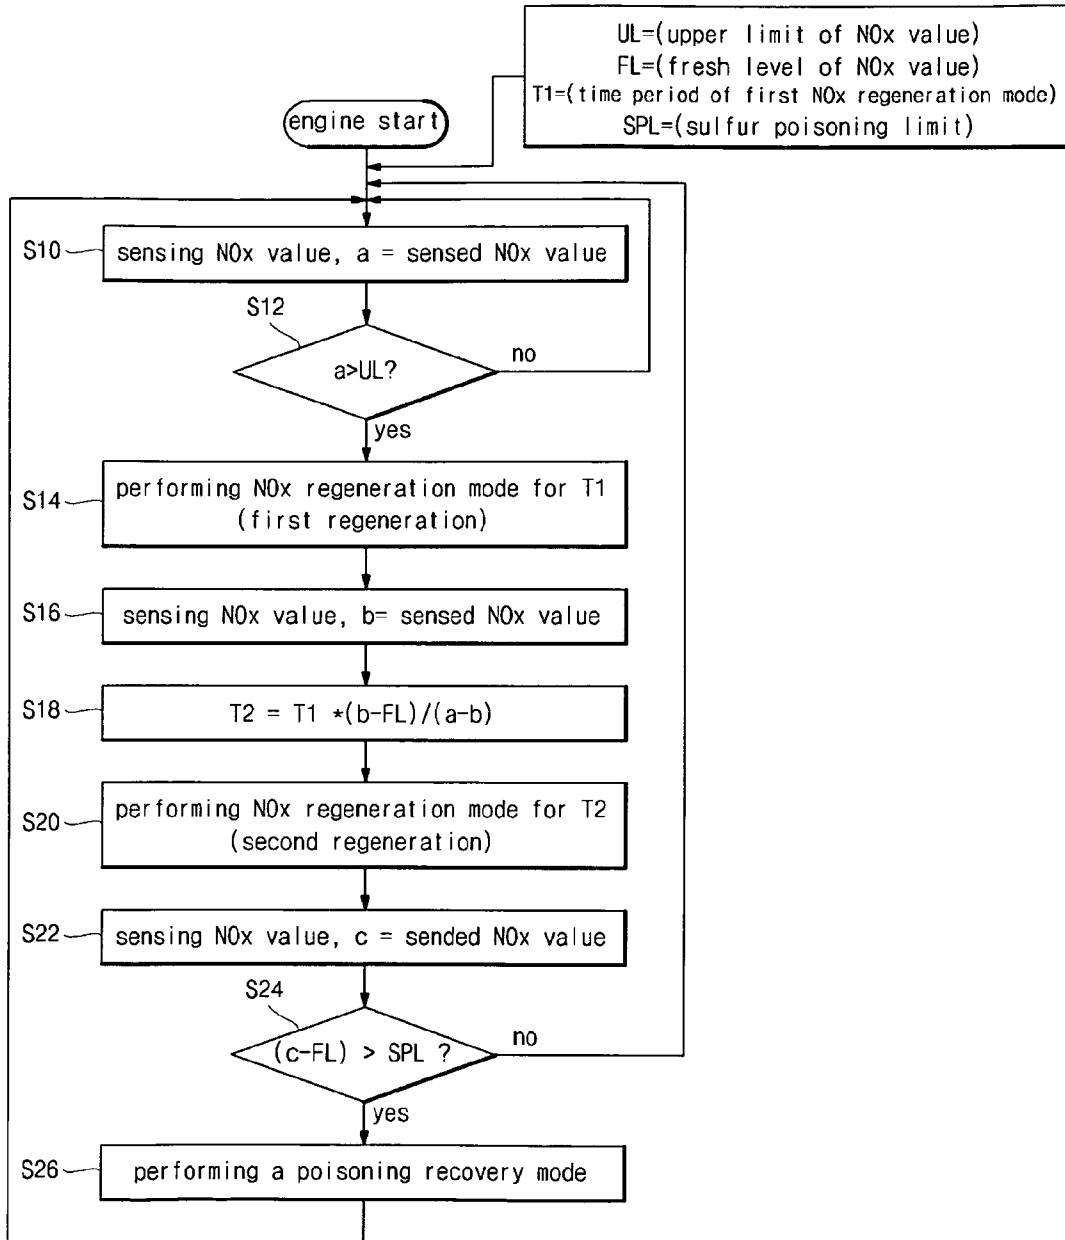 UL=(upper limit of NOx value)
FL=(fresh level of NOx value)
T1=(time period of first NOx regeneration mode)
SPL=(sulfur poisoning limit)
engine start
S10
sensing NOx value, a = sensed NOx value
S12
a>UL?
no
yes
S14
performing NOx regeneration mode for T1
(first regeneration)
S16
sensing NOx value, b= sensed NOx value
S18
T2 = T1 *(b-FL)/(a-b)
S20
performing NOx regeneration mode for T2
(second regeneration)
S22
sensing NOx value, c = sended NOx value
S24
(c-FL) > SPL ?
no
yes
S26
performing a poisoning recovery mode